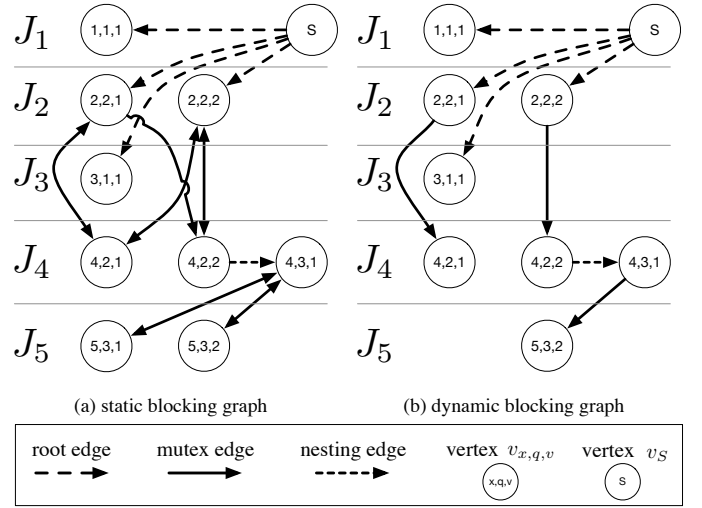 J1 1,1,1 S J1 1,1,1 S
J2 2,2,1 2,2,2 J2 2,2,1 2,2,2
J3 3,1,1 J3 3,1,1
J4 4,2,1 4,2,2 4,3,1 J4 4,2,1 4,2,2 4,3,1
J5 5,3,1 5,3,2 J5 5,3,2
(a) static blocking graph (b) dynamic blocking graph
root edge mutex edge nesting edge vertex vx,q,v vertex vS
x,q,v S